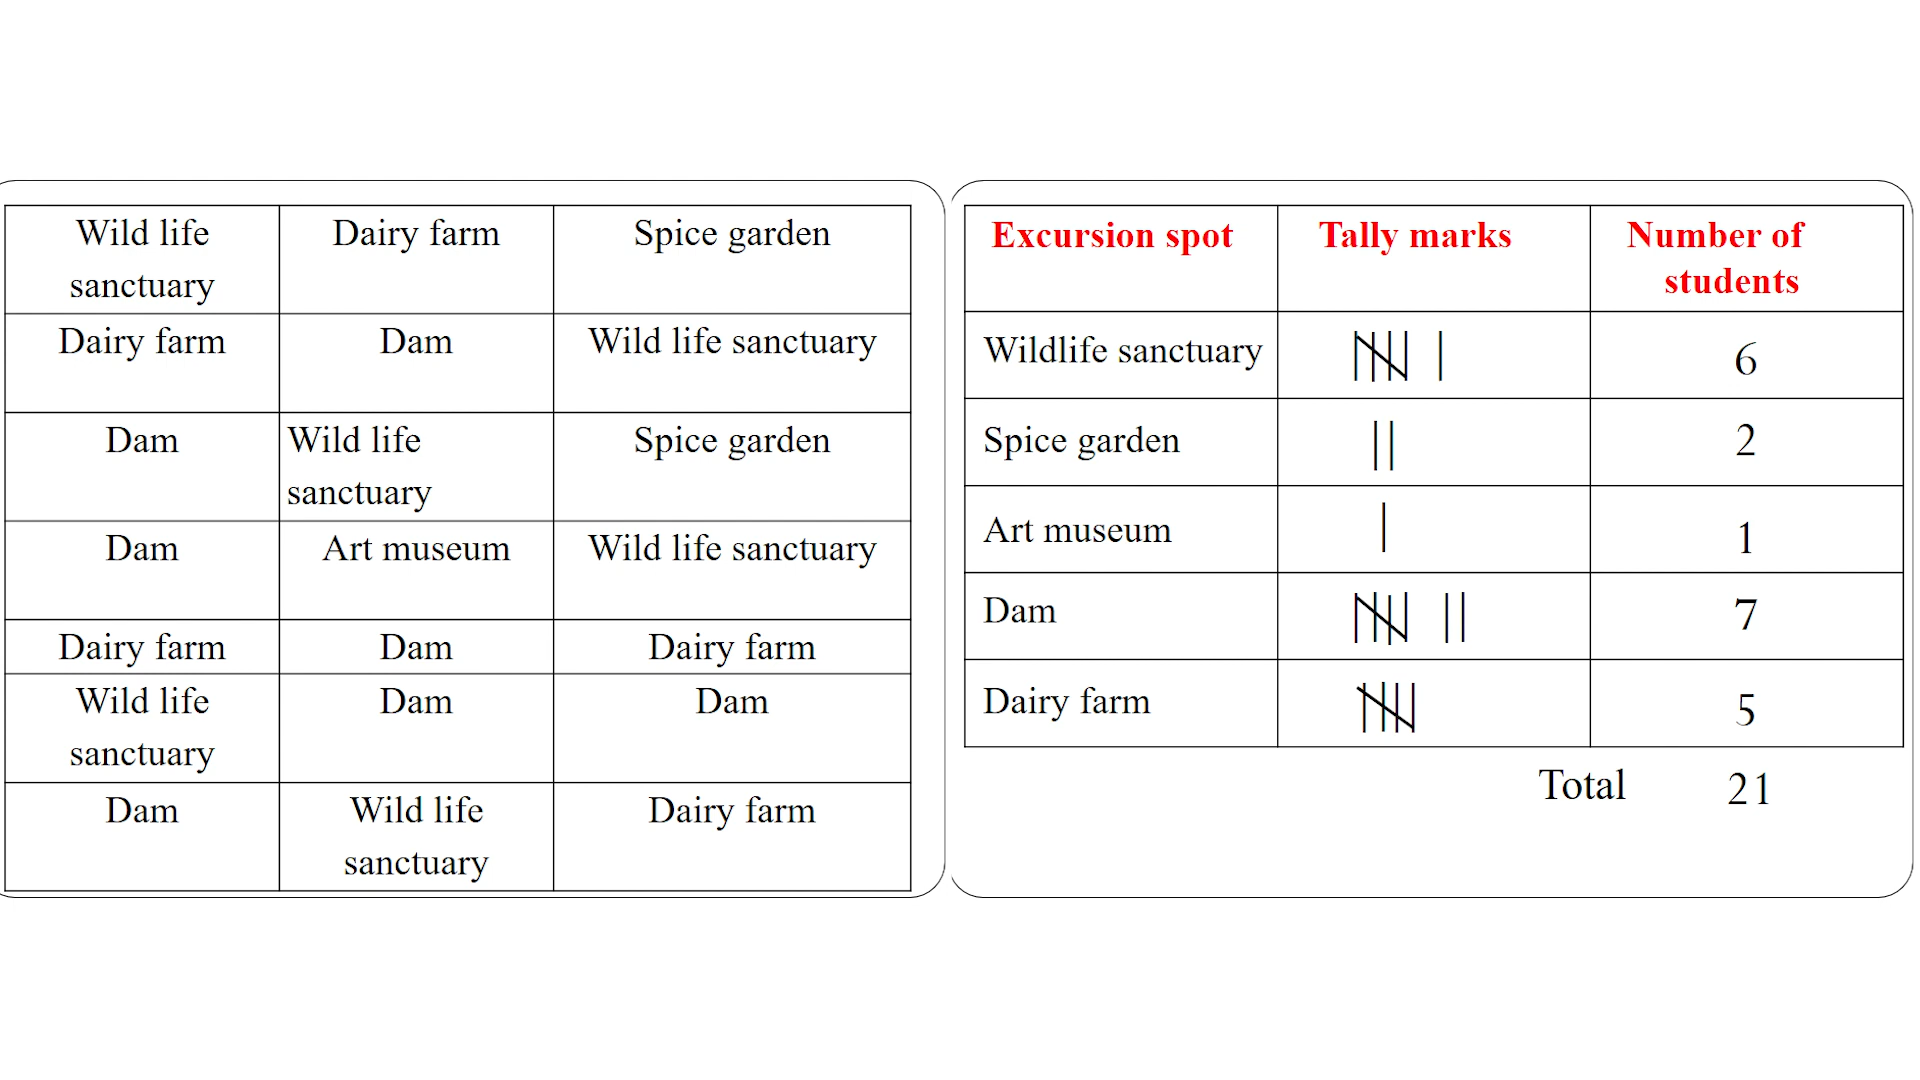 Wild life
sanctuary
Dairy farm
Spice garden
Dairy farm
Dam
Wild life sanctuary
Dam
Wild life
sanctuary
Spice garden
Dam
Art museum
Wild life sanctuary
Dairy farm
Dam
Dairy farm
Wild life
sanctuary
Dam
Dam
Dam
Wild life
sanctuary
Dairy farm
Excursion spot
Tally marks
Number of
students
Wildlife sanctuary
6
Spice garden
2
Art museum
1
Dam
7
Dairy farm
5
Total 21